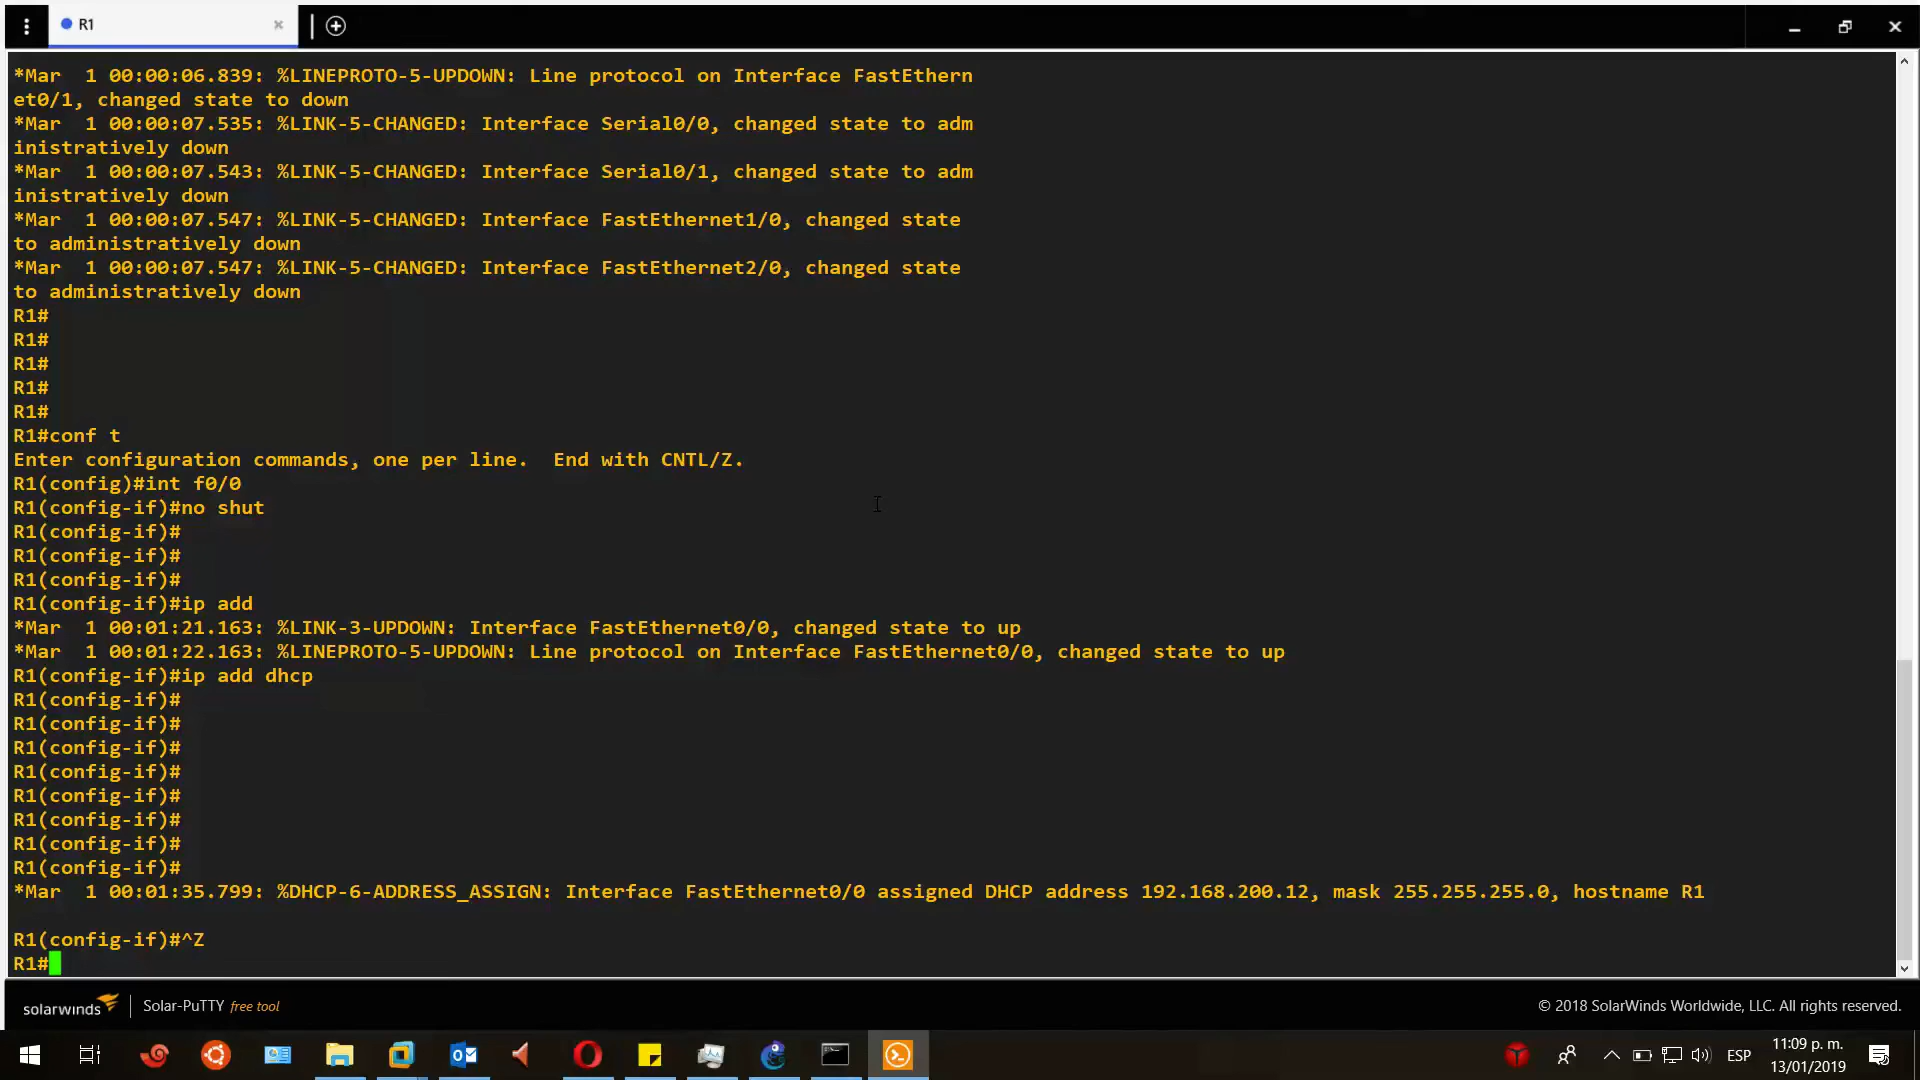 R1
*Mar  1 00:00:06.839: %LINEPROTO-5-UPDOWN: Line protocol on Interface FastEthern
et0/1, changed state to down
*Mar  1 00:00:07.535: %LINK-5-CHANGED: Interface Serial0/0, changed state to adm
inistratively down
*Mar  1 00:00:07.543: %LINK-5-CHANGED: Interface Serial0/1, changed state to adm
inistratively down
*Mar  1 00:00:07.547: %LINK-5-CHANGED: Interface FastEthernet1/0, changed state
to administratively down
*Mar  1 00:00:07.547: %LINK-5-CHANGED: Interface FastEthernet2/0, changed state
to administratively down
R1#
R1#
R1#
R1#
R1#
R1#conf t
Enter configuration commands, one per line.  End with CNTL/Z.
R1(config)#int f0/0
R1(config-if)#no shut
R1(config-if)#
R1(config-if)#
R1(config-if)#
R1(config-if)#ip add
*Mar  1 00:01:21.163: %LINK-3-UPDOWN: Interface FastEthernet0/0, changed state to up
*Mar  1 00:01:22.163: %LINEPROTO-5-UPDOWN: Line protocol on Interface FastEthernet0/0, changed state to up
R1(config-if)#ip add dhcp
R1(config-if)#
R1(config-if)#
R1(config-if)#
R1(config-if)#
R1(config-if)#
R1(config-if)#
R1(config-if)#
R1(config-if)#
*Mar  1 00:01:35.799: %DHCP-6-ADDRESS_ASSIGN: Interface FastEthernet0/0 assigned DHCP address 192.168.200.12, mask 255.255.255.0, hostname R1
R1(config-if)#^Z
R1#
solarwinds Solar-PuTTY free tool © 2018 SolarWinds Worldwide, LLC. All rights reserved.
ESP
11:09 p. m.
13/01/2019